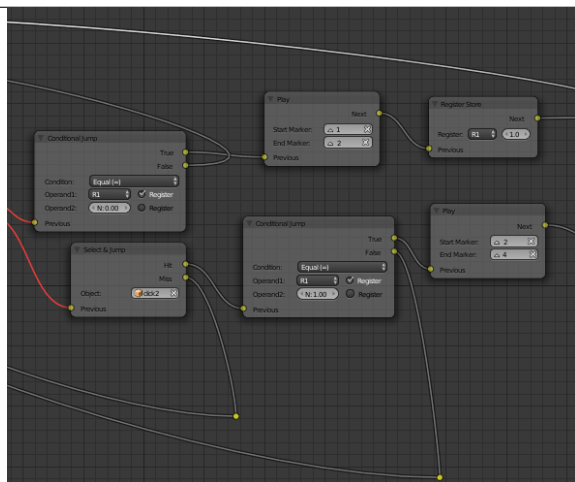 Conditional Jump
True
False
Condition: Equal (=)
Operand1: R1 Register
Operand2: N: 0.00 Register
Previous
Select & Jump
Hit
Miss
Object: click2
Previous
Play
Next
Start Marker: 1
End Marker: 2
Previous
Register Store
Next
Register: R1 1.0
Previous
Conditional Jump
True
False
Condition: Equal (=)
Operand1: R1 Register
Operand2: N: 1.00 Register
Previous
Play
Next
Start Marker: 2
End Marker: 4
Previous